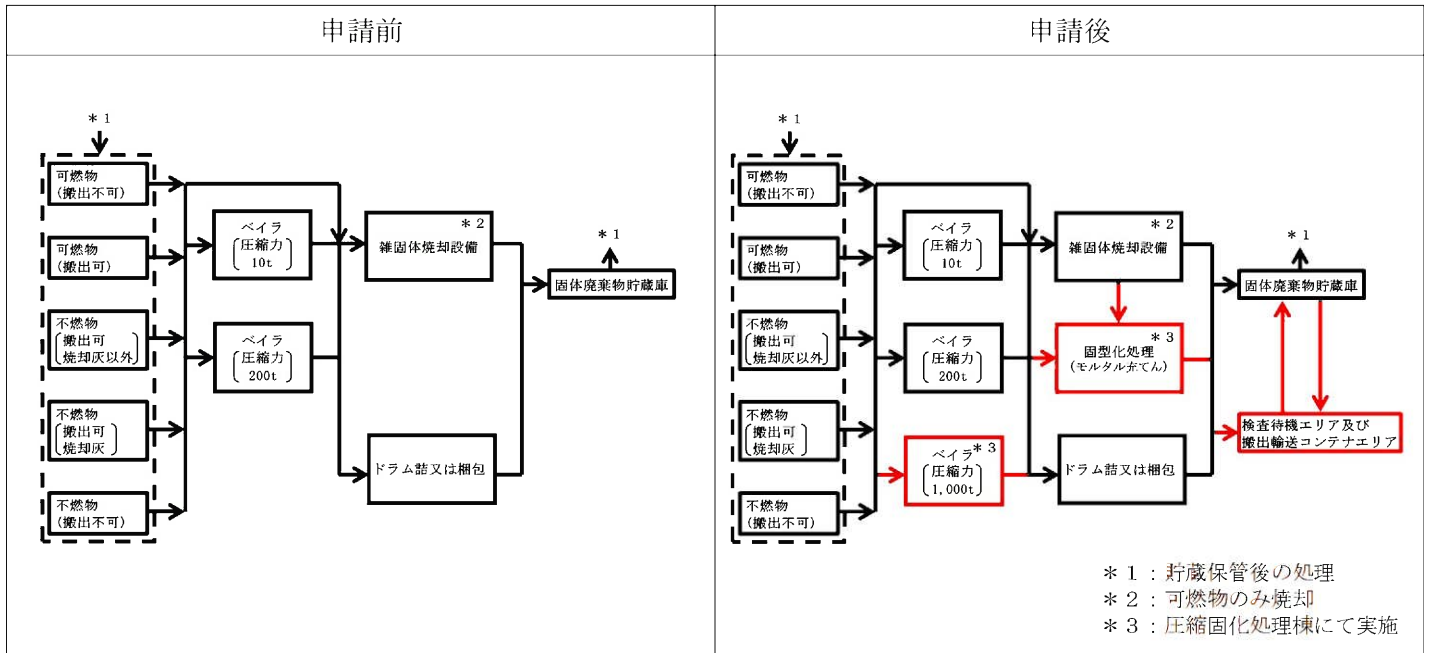 申請前
申請後
＊１
可燃物
(搬出不可)
可燃物
(搬出可)
不燃物
搬出可
焼却灰以外
不燃物
搬出可
焼却灰
不燃物
(搬出不可)
ベイラ
圧縮力
10t
ベイラ
圧縮力
200t
＊２
雑固体焼却設備
ドラム詰又は梱包
＊１
固体廃棄物貯蔵庫
＊１
可燃物
(搬出不可)
可燃物
(搬出可)
不燃物
搬出可
焼却灰以外
不燃物
搬出可
焼却灰
不燃物
(搬出不可)
ベイラ
圧縮力
10t
ベイラ
圧縮力
200t
ベイラ＊３
圧縮力
1,000t
＊２
雑固体焼却設備
＊３
固型化処理
(モルタル充てん)
ドラム詰又は梱包
＊１
固体廃棄物貯蔵庫
検査待機エリア及び
搬出輸送コンテナエリア
＊１：貯蔵保管後の処理
＊２：可燃物のみ焼却
＊３：圧縮固化処理棟にて実施